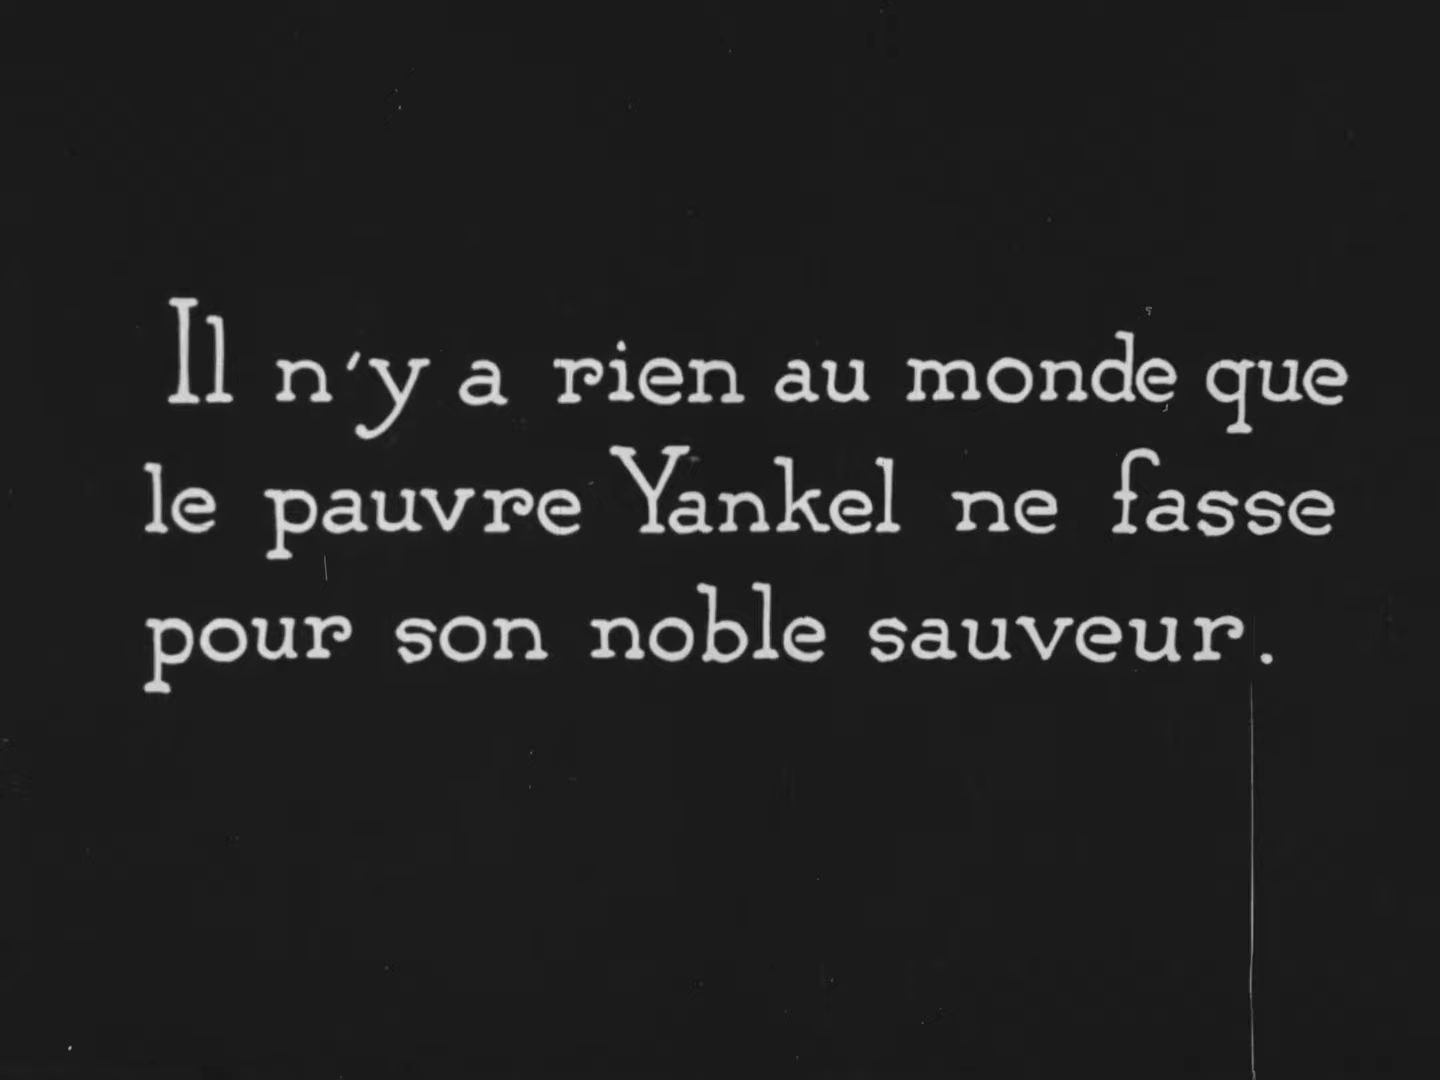 Il n'y a rien au monde que
le pauvre Yankel ne fasse
pour son noble sauveur.